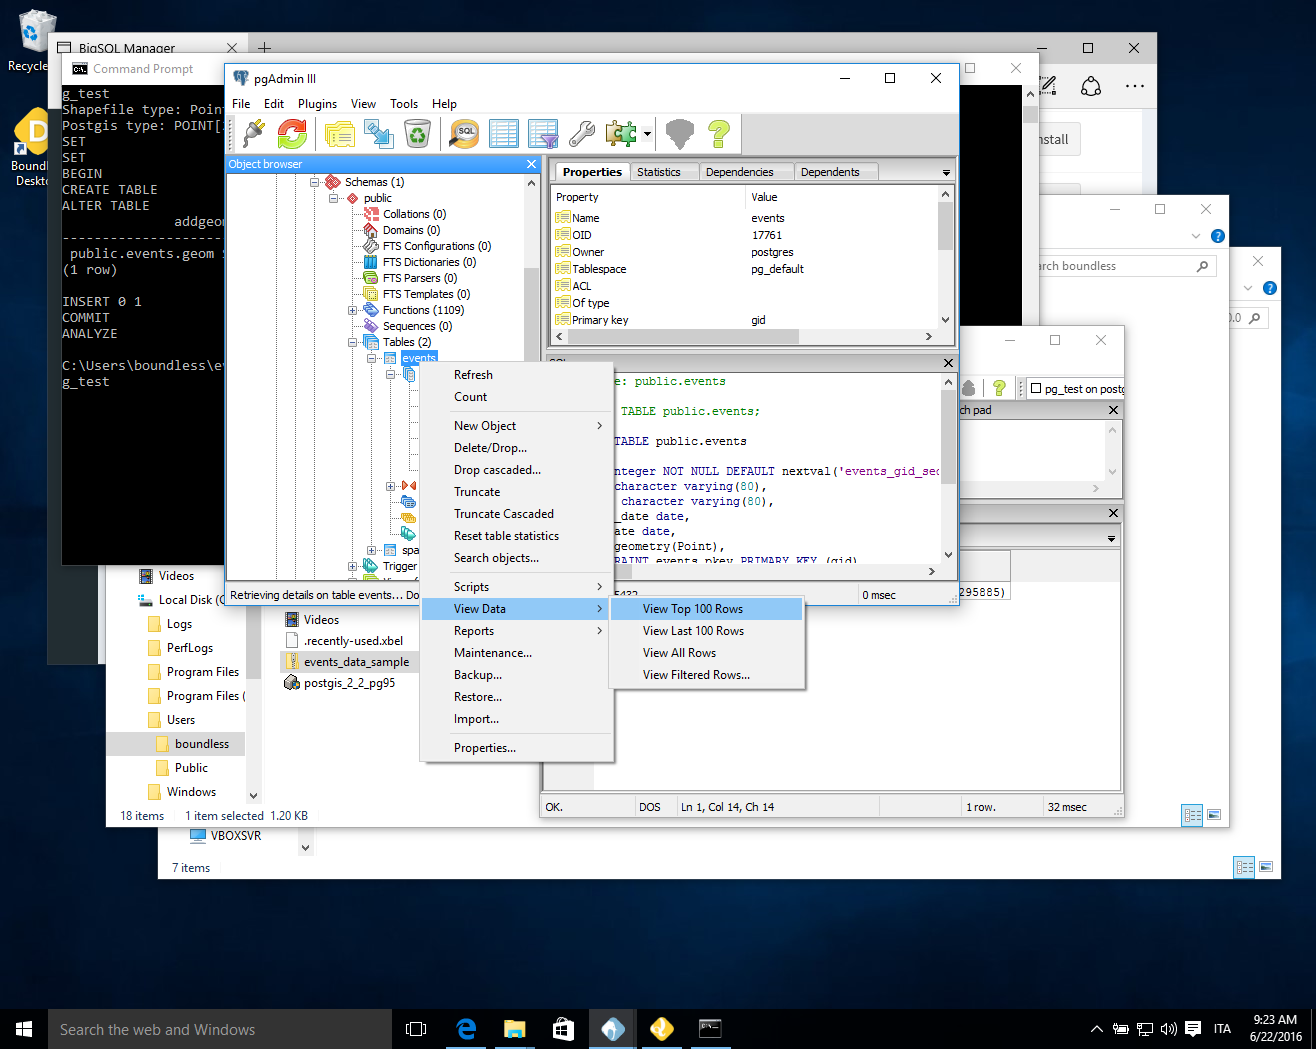 Recycle
Boundl
Deskto
BigSQL Manager
Command Prompt
g_test
Shapefile type: Poin
Postgis type: POINT[
SET
SET
BEGIN
CREATE TABLE
ALTER TABLE
addgeo
public.events.geom
(1 row)
INSERT 0 1
COMMIT
ANALYZE
C:\Users\boundless\e
g_test
pgAdmin III
File Edit Plugins View Tools Help
SQL
Object browser
Schemas (1)
public
Collations (0)
Domains (0)
FTS Configurations (0)
FTS Dictionaries (0)
FTS Parsers (0)
FTS Templates (0)
Functions (1109)
Sequences (0)
Tables (2)
events
spa
Trigger
Retrieving details on table events... Do
Properties Statistics Dependencies Dependents
Property Value
Name events
OID 17761
Owner postgres
Tablespace pg_default
ACL
Of type
Primary key gid
e: public.events
TABLE public.events;
TABLE public.events
nteger NOT NULL DEFAULT nextval('events_gid_sec
character varying(80),
character varying(80),
_date date,
ate date,
geometry(Point),
RAINT events_pkey PRIMARY KEY (gid)
5432
0 msec
Refresh
Count
New Object
Delete/Drop...
Drop cascaded...
Truncate
Truncate Cascaded
Reset table statistics
Search objects...
Scripts
View Data
Reports
Maintenance...
Backup...
Restore...
Import...
Properties...
View Top 100 Rows
View Last 100 Rows
View All Rows
View Filtered Rows...
nstall
arch boundless
0.0
pg_test on postg
ch pad
295885)
OK. DOS Ln 1, Col 14, Ch 14 1 row. 32 msec
Videos
Local Disk (C
Logs
PerfLogs
Program Files
Program Files (
Users
boundless
Public
Windows
Videos
.recently-used.xbel
events_data_sample
postgis_2_2_pg95
18 items 1 item selected 1.20 KB
VBOXSVR
7 items
Search the web and Windows
ITA
9:23 AM
6/22/2016